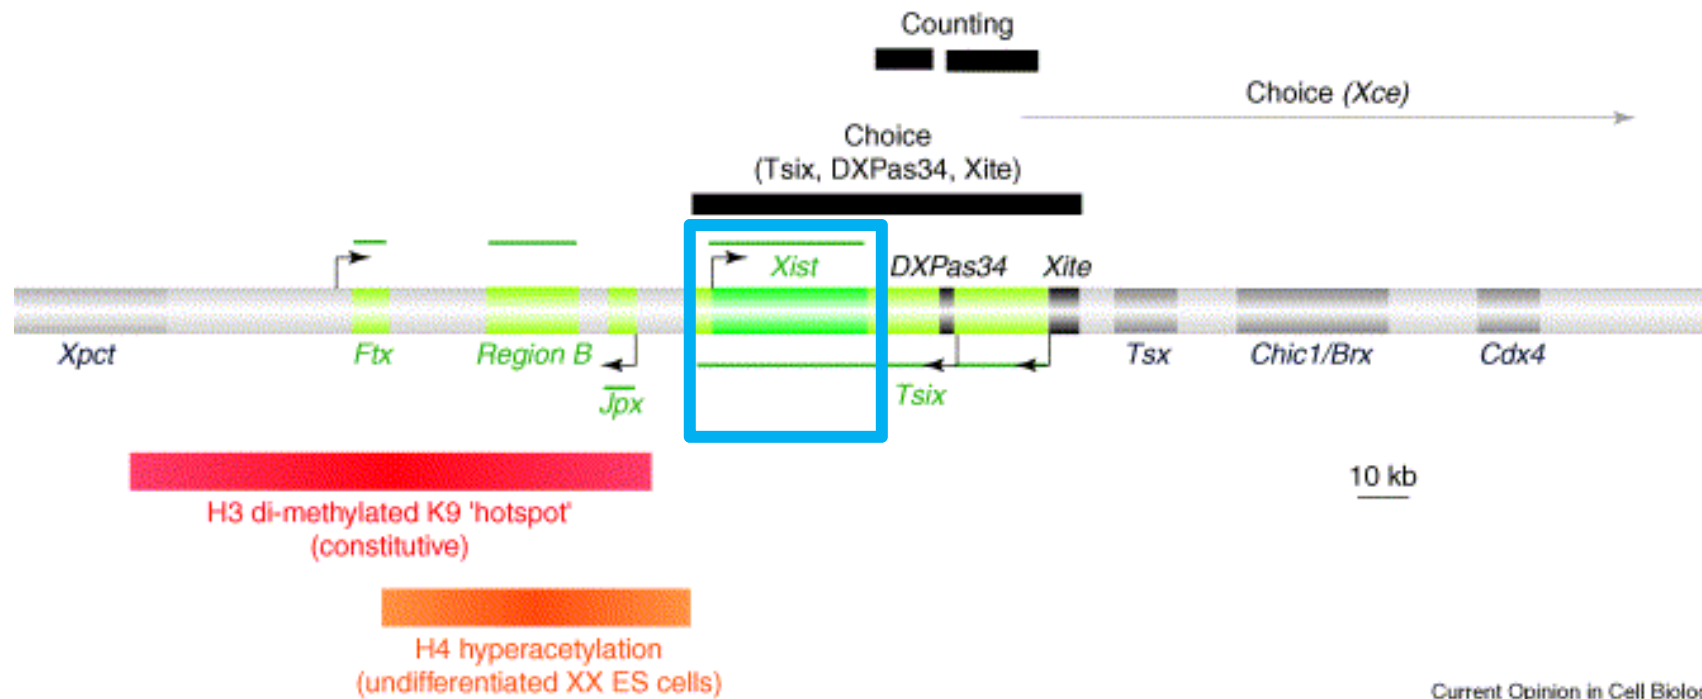 Counting
Choice (Xce)
Choice
(Tsix, DXPas34, Xite)
Xist
DXPas34
Xite
Xpct
Ftx
Region B
Jpx
Tsix
Tsx
Chic1/Brx
Cdx4
H3 di-methylated K9 'hotspot'
(constitutive)
10 kb
H4 hyperacetylation
(undifferentiated XX ES cells)
Current Opinion in Cell Biolo